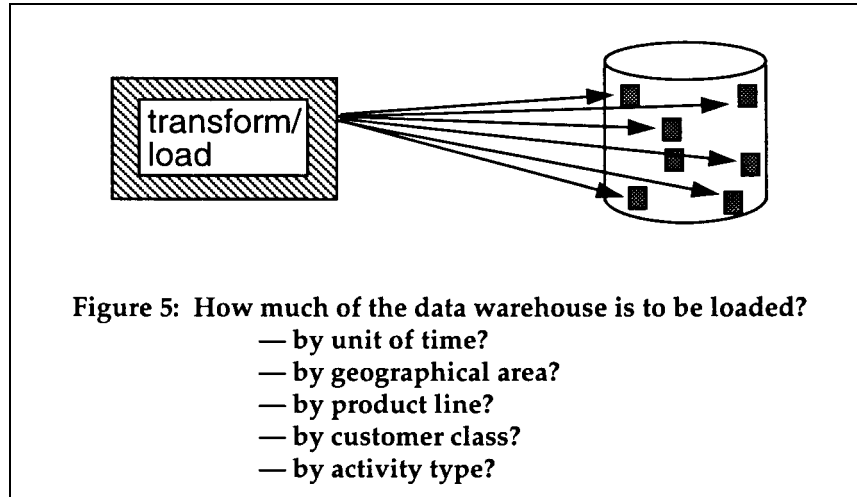 transform/
load
Figure 5: How much of the data warehouse is to be loaded?
— by unit of time?
— by geographical area?
— by product line?
— by customer class?
— by activity type?